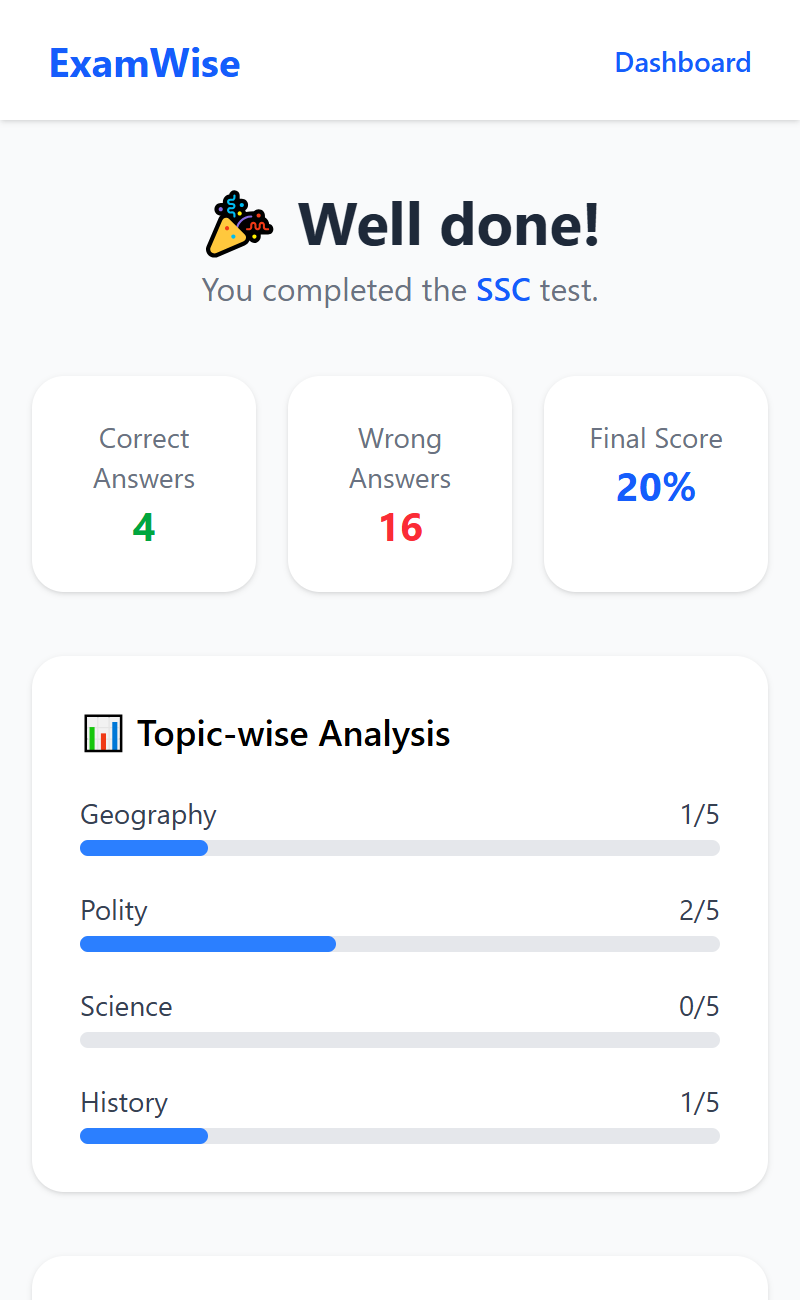 ExamWise
Dashboard
🎉 Well done!
You completed the SSC test.
Correct
Answers
4
Wrong
Answers
16
Final Score
20%
📊 Topic-wise Analysis
Geography 1/5
Polity 2/5
Science 0/5
History 1/5